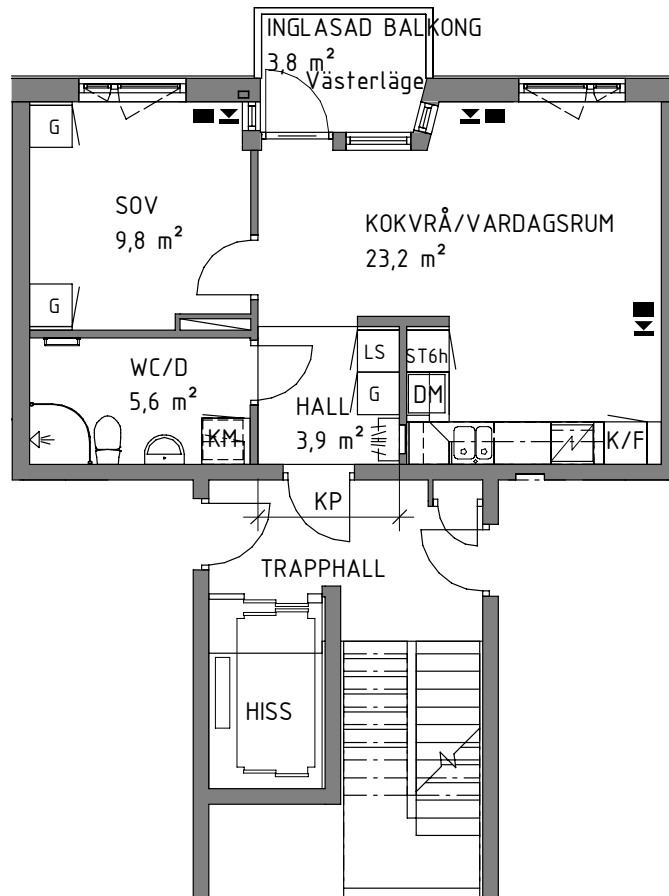 INGLASAD BALKONG
3,8 m²
Västerläge
G
SOV
9,8 m²
KOKVRÅ/VARDAGSRUM
23,2 m²
G
WC/D
5,6 m²
LS
ST6h
G
DM
HALL
3,9 m²
KM
K/F
KP
TRAPPHALL
HISS